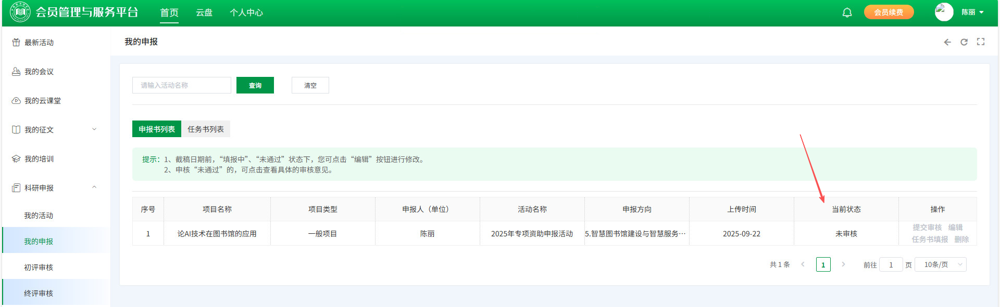 会员管理与服务平台 首页 云盘 个人中心 会员续费 陈丽
最新活动
我的会议
我的云课堂
我的征文
我的培训
科研申报
我的活动
我的申报
初评审核
终评审核
我的申报
请输入活动名称 查询 清空
申报书列表 任务书列表
提示：1、截稿日期前，“填报中”、“未通过”状态下，您可点击“编辑”按钮进行修改。
2、申核“未通过”的，可点击查看具体的审核意见。
序号 项目名称 项目类型 申报人（单位） 活动名称 申报方向 上传时间 当前状态 操作
1 论AI技术在图书馆的应用 一般项目 陈丽 2025年专项资助申报活动 5.智慧图书馆建设与智慧服务… 2025-09-22 未审核 提交审核 编辑
任务书填报 删除
共 1 条 1 前往 1 页 10条/页